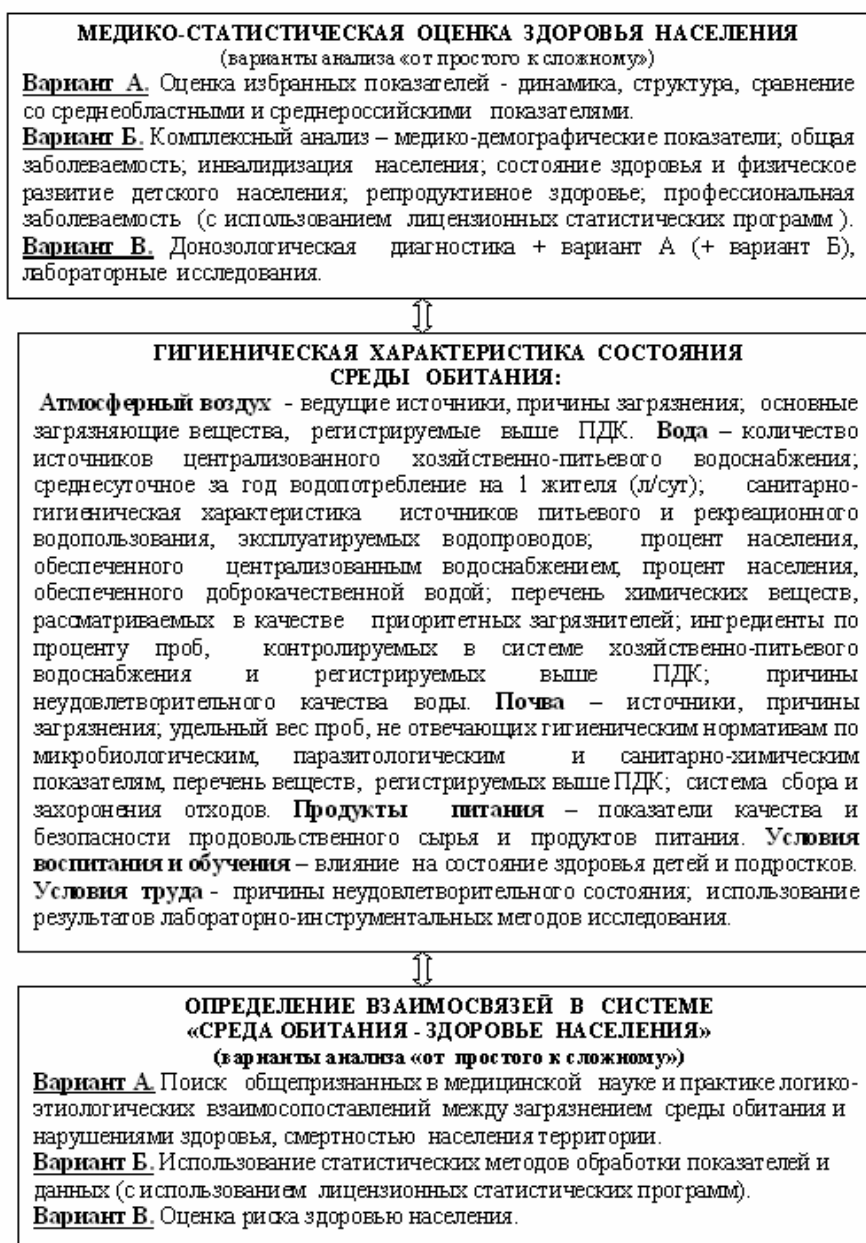 МЕДИКО-СТАТИСТИЧЕСКАЯ ОЦЕНКА ЗДОРОВЬЯ НАСЕЛЕНИЯ
(варианты анализа «от простого к сложному»)
Вариант А. Оценка избранных показателей - динамика, структура, сравнение
со среднеобластными и среднероссийскими показателями.
Вариант Б. Комплексный анализ – медико-демографические показатели; общая
заболеваемость; инвалидизация населения; состояние здоровья и физическое
развитие детского населения; репродуктивное здоровье; профессиональная
заболеваемость (с использованием лицензионных статистических программ).
Вариант В. Донозологическая диагностика + вариант А (+ вариант Б),
лабораторные исследования.
ГИГИЕНИЧЕСКАЯ ХАРАКТЕРИСТИКА СОСТОЯНИЯ
СРЕДЫ ОБИТАНИЯ:
Атмосферный воздух - ведущие источники, причины загрязнения; основные
загрязняющие вещества, регистрируемые выше ПДК. Вода – количество
источников централизованного хозяйственно-питьевого водоснабжения;
среднесуточное за год водопотребление на 1 жителя (л/сут); санитарно-
гигиеническая характеристика источников питьевого и рекреационного
водопользования, эксплуатируемых водопроводов; процент населения,
обеспеченного централизованным водоснабжением; процент населения,
обеспеченного доброкачественной водой; перечень химических веществ,
рассматриваемых в качестве приоритетных загрязнителей; ингредиенты по
проценту проб, контролируемых в системе хозяйственно-питьевого
водоснабжения и регистрируемых выше ПДК; причины
неудовлетворительного качества воды. Почва – источники, причины
загрязнения; удельный вес проб, не отвечающих гигиеническим нормативам по
микробиологическим, паразитологическим и санитарно-химическим
показателям, перечень веществ, регистрируемых выше ПДК; система сбора и
захоронения отходов. Продукты питания – показатели качества и
безопасности продовольственного сырья и продуктов питания. Условия
воспитания и обучения – влияние на состояние здоровья детей и подростков.
Условия труда - причины неудовлетворительного состояния; использование
результатов лабораторно-инструментальных методов исследования.
ОПРЕДЕЛЕНИЕ ВЗАИМОСВЯЗЕЙ В СИСТЕМЕ
«СРЕДА ОБИТАНИЯ - ЗДОРОВЬЕ НАСЕЛЕНИЯ»
(варианты анализа «от простого к сложному»)
Вариант А. Поиск общепризнанных в медицинской науке и практике логико-
этиологических взаимосопоставлений между загрязнением среды обитания и
нарушениями здоровья, смертностью населения территории.
Вариант Б. Использование статистических методов обработки показателей и
данных (с использованием лицензионных статистических программ).
Вариант В. Оценка риска здоровью населения.